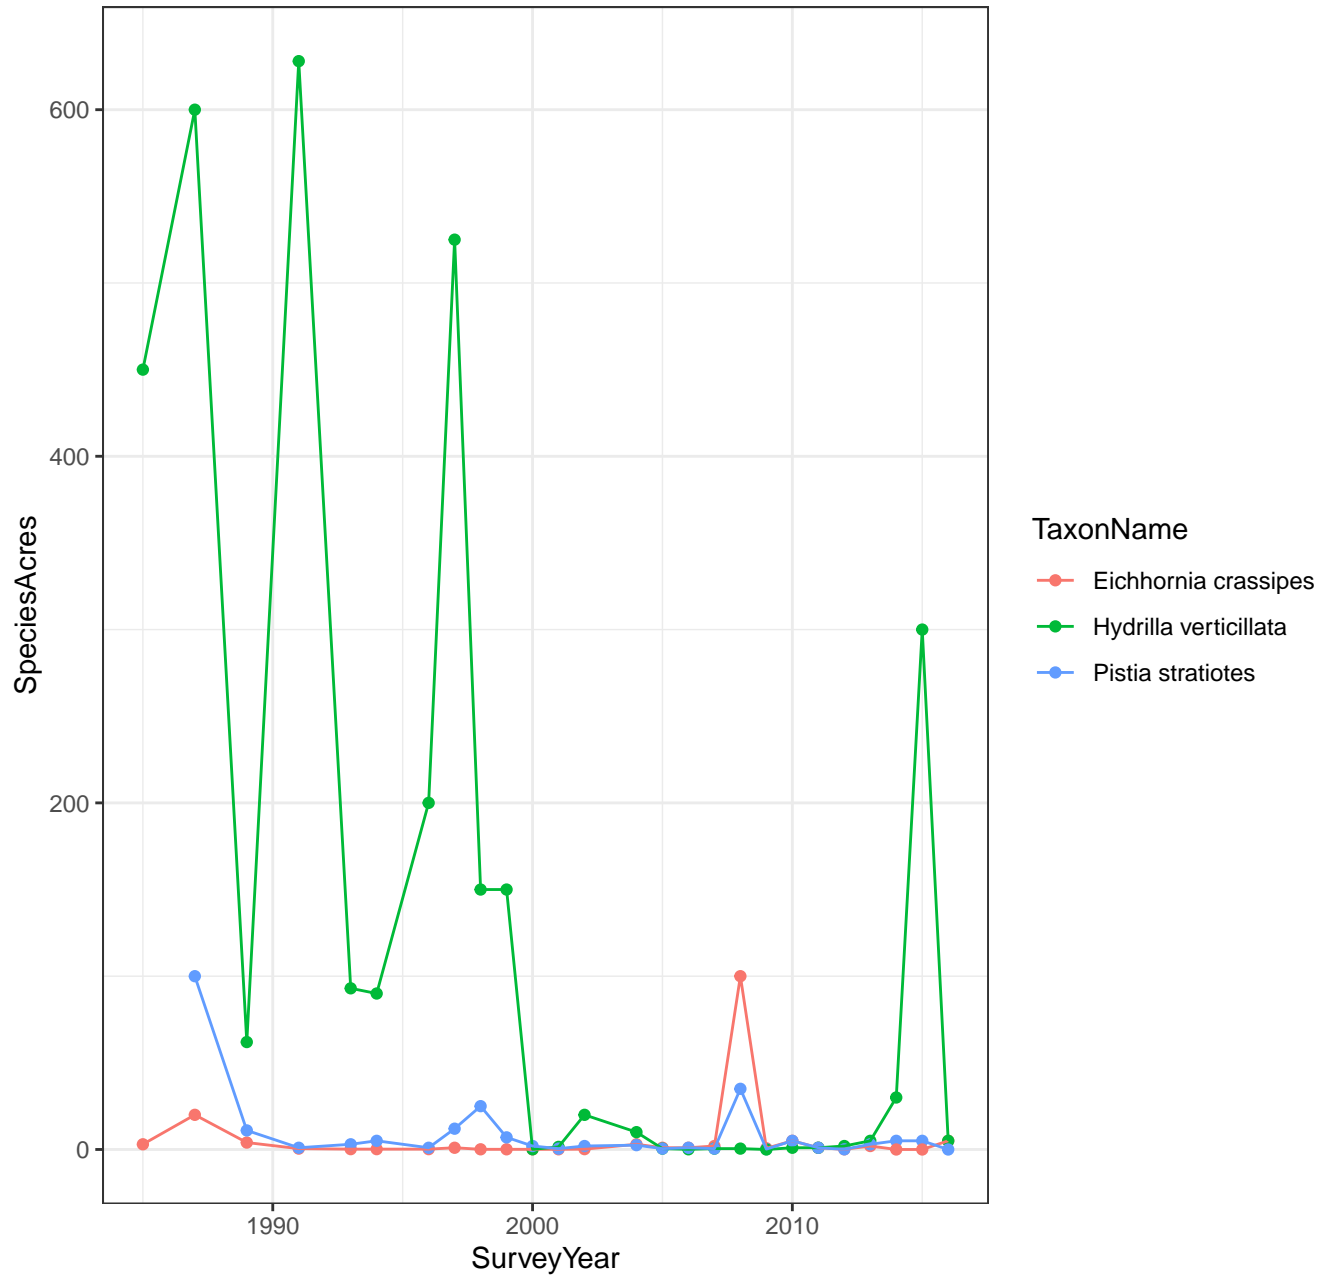 600
400
200
0
SpeciesAcres
1990
2000
2010
SurveyYear
TaxonName
Eichhornia crassipes
Hydrilla verticillata
Pistia stratiotes